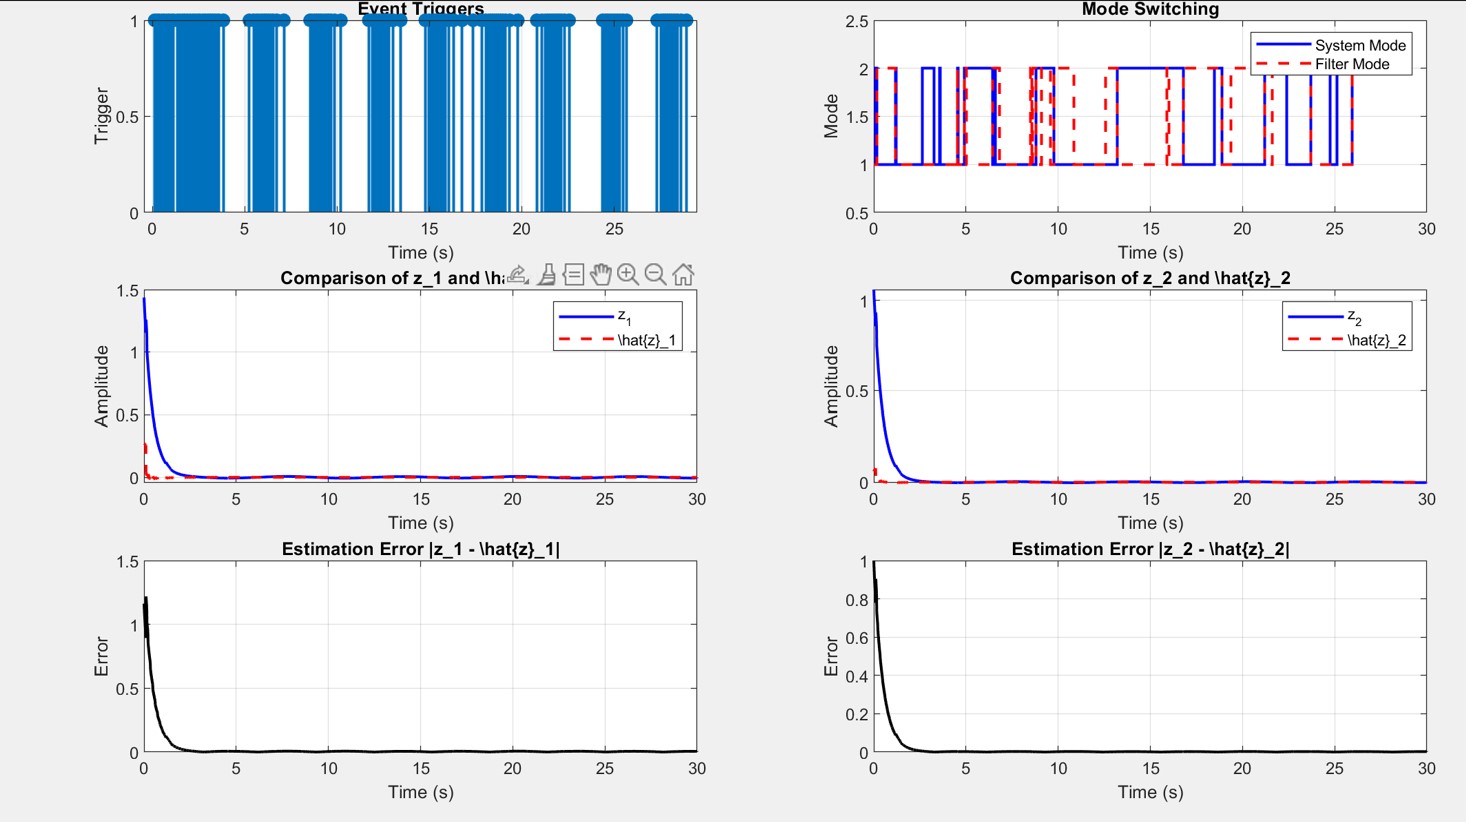 Event Triggers
Trigger
1
0.5
0
0 5 10 15 20 25
Time (s)
Mode Switching
Mode
2.5
2
1.5
1
0.5
System Mode
Filter Mode
0 5 10 15 20 25 30
Time (s)
Comparison of z_1 and \ha
Amplitude
1.5
1
0.5
0
z1
\hat{z}_1
0 5 10 15 20 25 30
Time (s)
Comparison of z_2 and \hat{z}_2
Amplitude
1
0.5
0
z2
\hat{z}_2
0 5 10 15 20 25 30
Time (s)
Estimation Error |z_1 - \hat{z}_1|
Error
1.5
1
0.5
0
0 5 10 15 20 25 30
Time (s)
Estimation Error |z_2 - \hat{z}_2|
Error
1
0.8
0.6
0.4
0.2
0
0 5 10 15 20 25 30
Time (s)